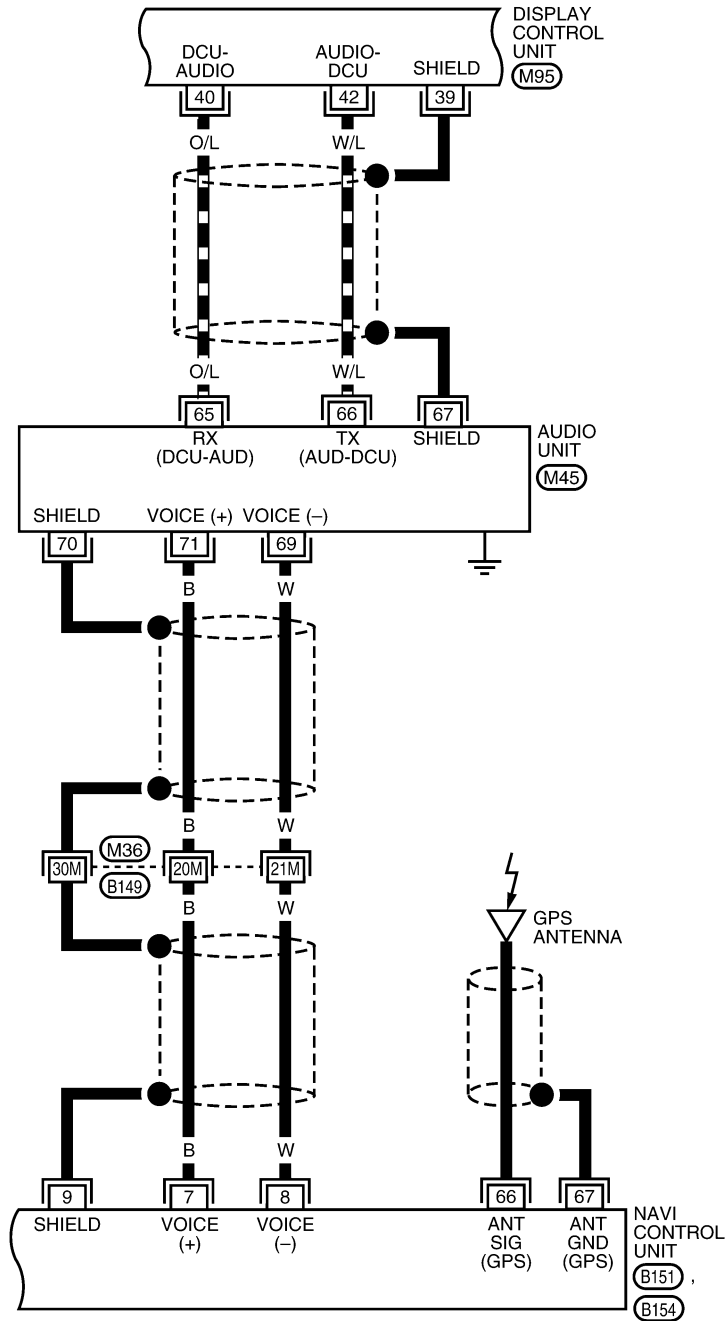 DISPLAY
CONTROL
UNIT
M95
DCU-
AUDIO
AUDIO-
DCU
SHIELD
40
42
39
O/L
W/L
O/L
W/L
65
66
67
RX
(DCU-AUD)
TX
(AUD-DCU)
SHIELD
AUDIO
UNIT
M45
SHIELD
VOICE (+)
VOICE (–)
70
71
69
B
W
B
W
M36
30M
20M
21M
B149
B
W
GPS
ANTENNA
B
W
9
7
8
66
67
SHIELD
VOICE
(+)
VOICE
(–)
ANT
SIG
(GPS)
ANT
GND
(GPS)
NAVI
CONTROL
UNIT
B151 ,
B154